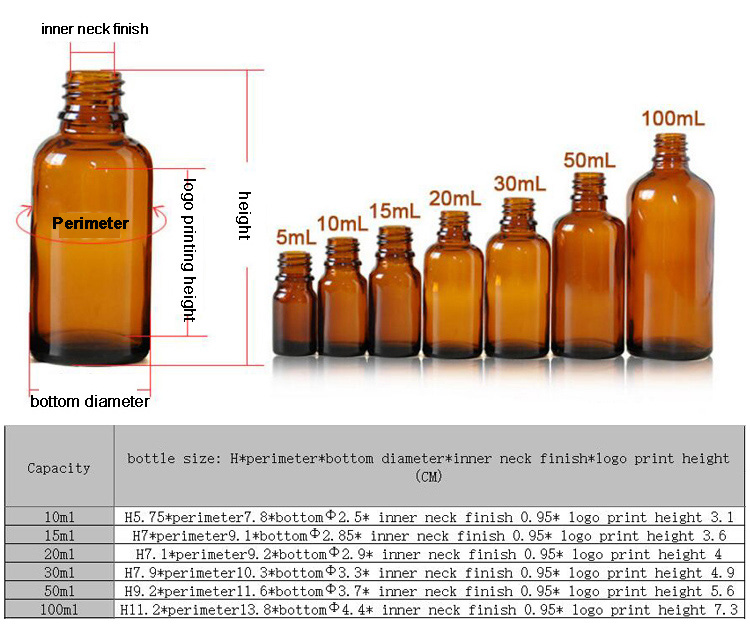 inner neck finish
Perimeter
logo printing height
height
bottom diameter
5mL
10mL
15mL
20mL
30mL
50mL
100mL
Capacity
bottle size: H*perimeter*bottom diameter*inner neck finish*logo print height
(CM)
10ml H5.75*perimeter7.8*bottomΦ2.5* inner neck finish 0.95* logo print height 3.1
15ml H7*perimeter9.1*bottomΦ2.85* inner neck finish 0.95* logo print height 3.6
20ml H7.1*perimeter9.2*bottomΦ2.9* inner neck finish 0.95* logo print height 4
30ml H7.9*perimeter10.3*bottomΦ3.3* inner neck finish 0.95* logo print height 4.9
50ml H9.2*perimeter11.6*bottomΦ3.7* inner neck finish 0.95* logo print height 5.6
100ml H11.2*perimeter13.8*bottomΦ4.4* inner neck finish 0.95* logo print height 7.3